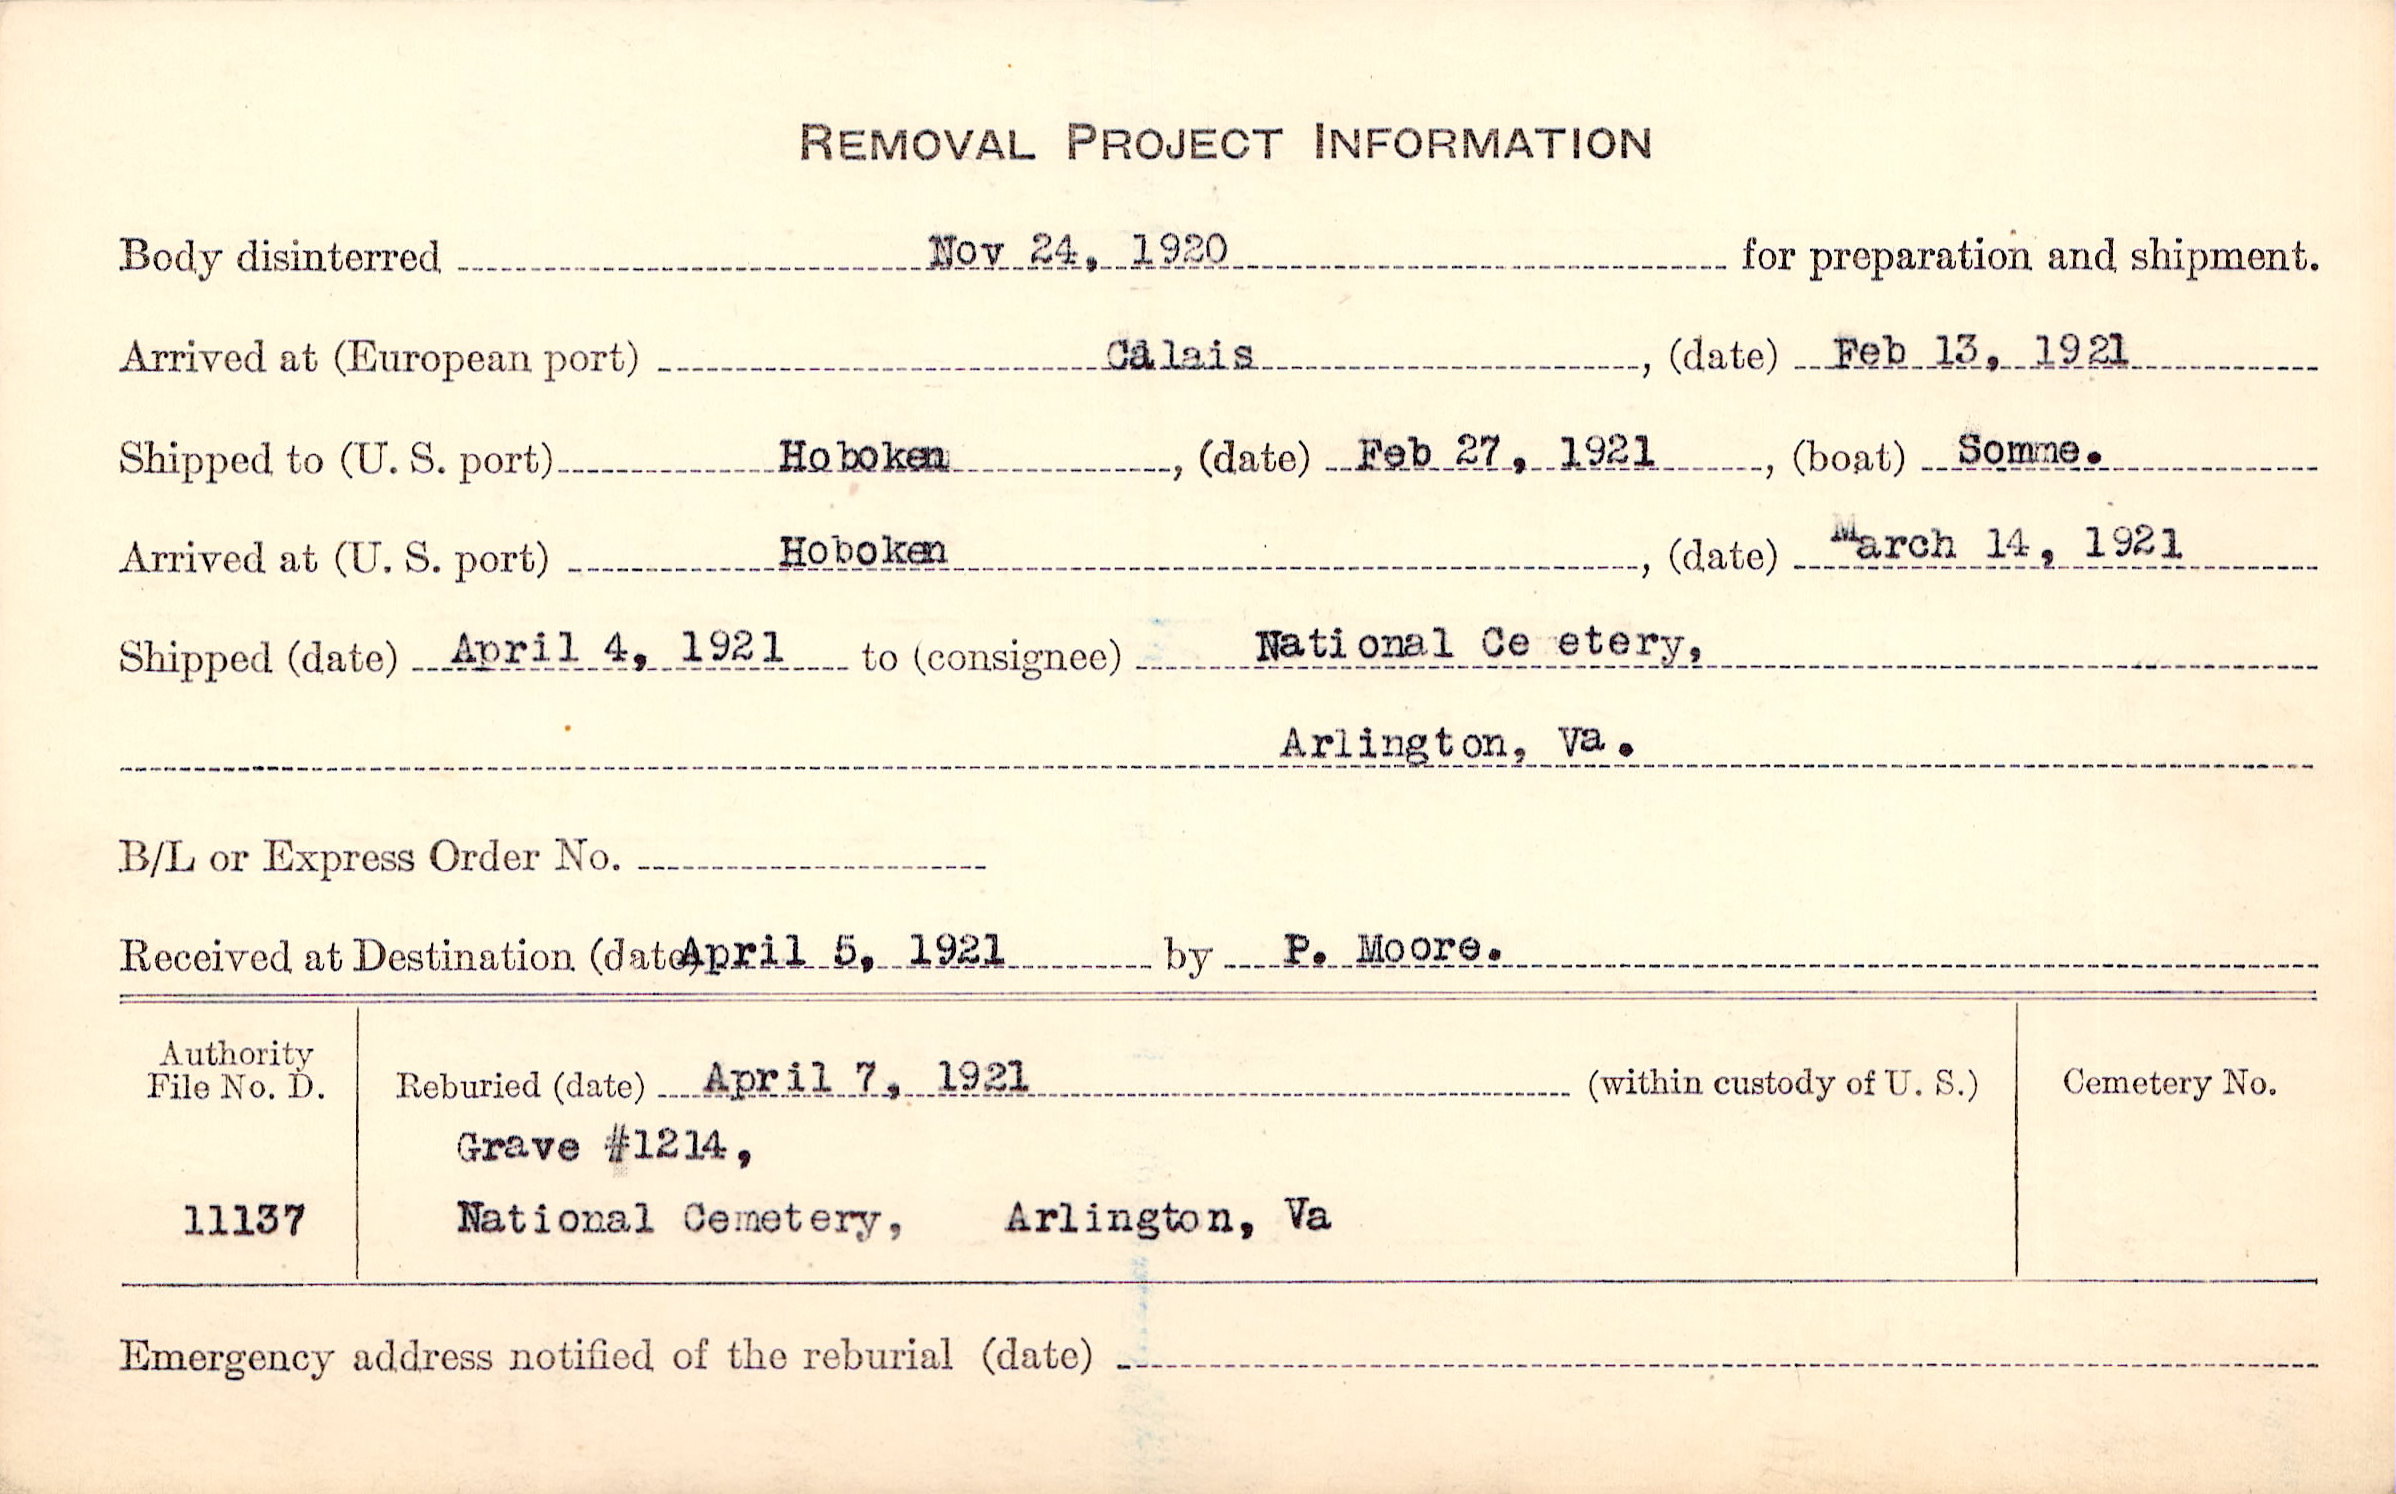 REMOVAL PROJECT INFORMATION
Body disinterred Nov 24, 1920 for preparation and shipment.
Arrived at (European port) Calais, (date) Feb 13, 1921
Shipped to (U. S. port) Hoboken, (date) Feb 27, 1921, (boat) Somme.
Arrived at (U. S. port) Hoboken, (date) March 14, 1921
Shipped (date) April 4, 1921 to (consignee) National Ce etery,
Arlington, Va.
B/L or Express Order No.
Received at Destination (date) April 5, 1921 by P. Moore.
Authority
File No. D.
Reburied (date) April 7, 1921 (within custody of U. S.)
Cemetery No.
Grave #1214,
11137
National Cemetery, Arlington, Va
Emergency address notified of the reburial (date)